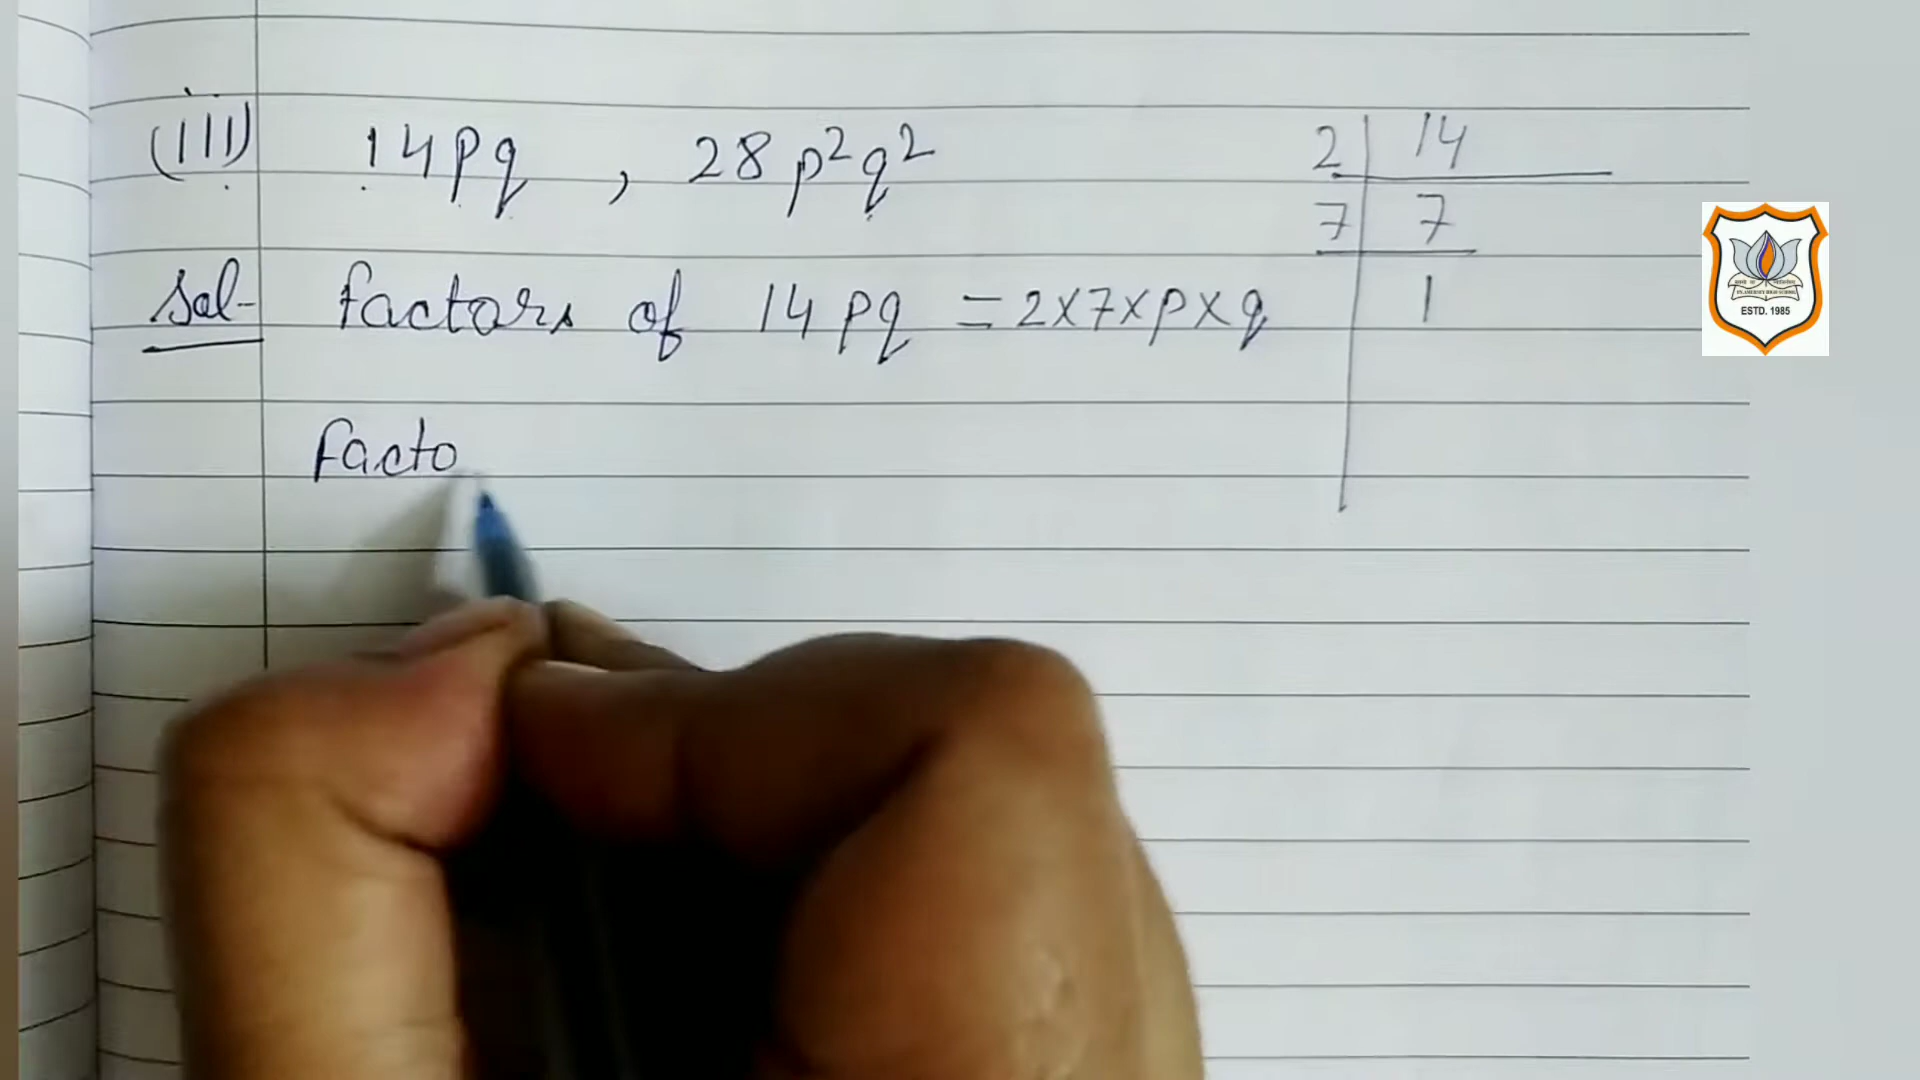 (iii) 14pq , 28p²q²
2 | 14
7 | 7
1
Sol- factors of 14pq = 2×7×p×q
Facto
ESTD. 1985